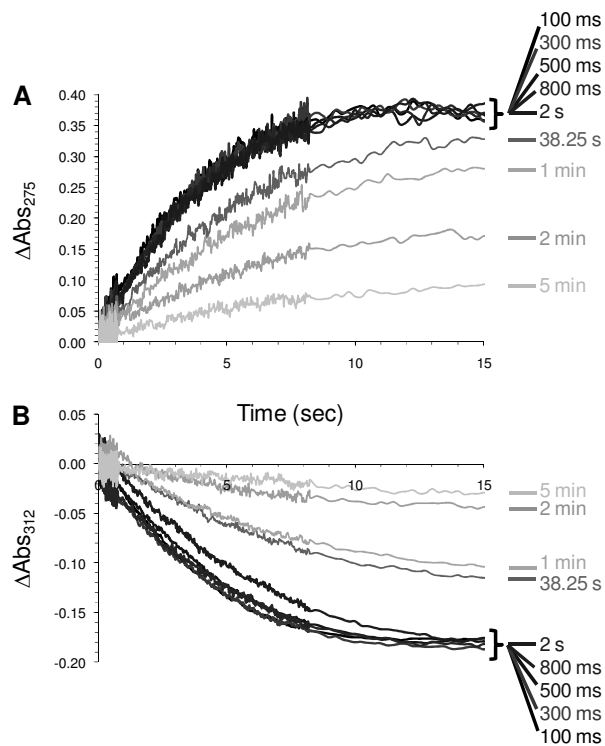 100 ms
300 ms
500 ms
800 ms
2 s
38.25 s
1 min
2 min
5 min
A
ΔAbs275
0.40
0.35
0.30
0.25
0.20
0.15
0.10
0.05
0.00
0 5 10 15
Time (sec)
B
ΔAbs312
0.05
0.00
-0.05
-0.10
-0.15
-0.20
0 5 10 15
5 min
2 min
1 min
38.25 s
2 s
800 ms
500 ms
300 ms
100 ms